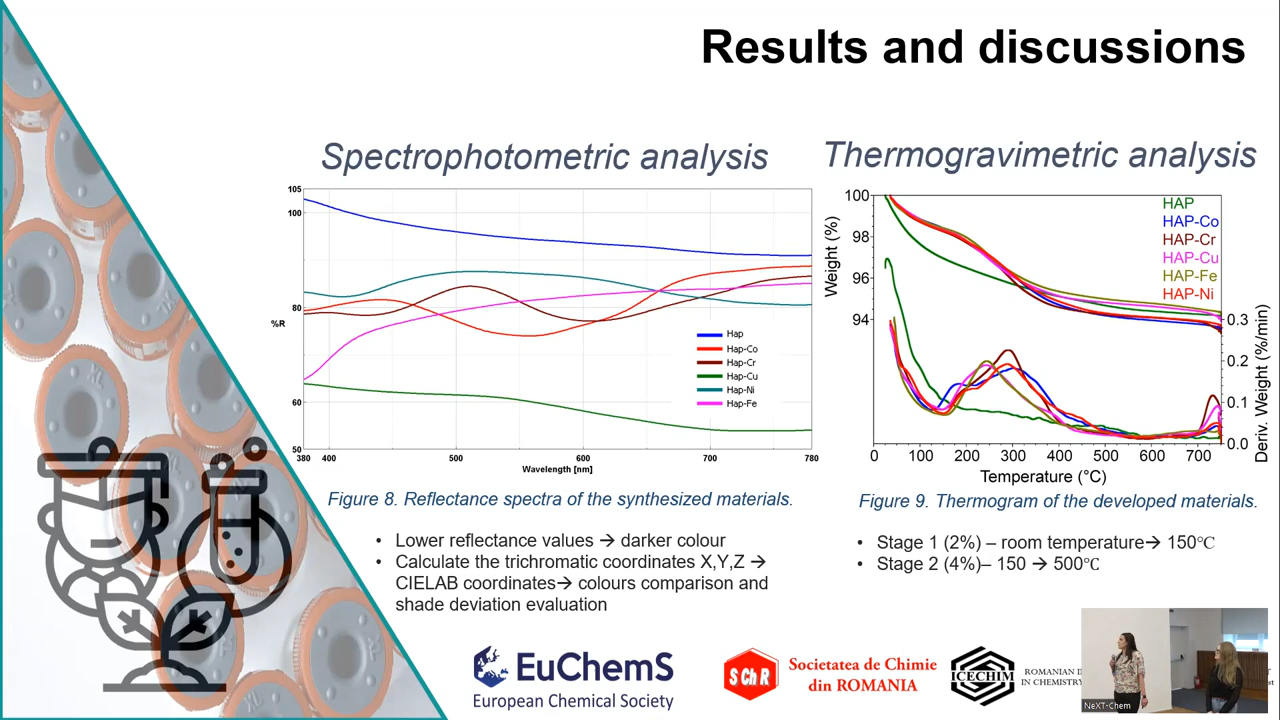 Results and discussions
Spectrophotometric analysis
105
100
80
%R
60
50
380
400
500
600
700
780
Wavelength [nm]
Hap
Hap-Co
Hap-Cr
Hap-Cu
Hap-Ni
Hap-Fe
Figure 8. Reflectance spectra of the synthesized materials.
• Lower reflectance values → darker colour
• Calculate the trichromatic coordinates X,Y,Z →
CIELAB coordinates→ colours comparison and
shade deviation evaluation
Thermogravimetric analysis
100
98
96
94
Weight (%)
HAP
HAP-Co
HAP-Cr
HAP-Cu
HAP-Fe
HAP-Ni
0.3
0.2
0.1
0.0
Deriv. Weight (%/min)
0
100
200
300
400
500
600
700
Temperature (°C)
Figure 9. Thermogram of the developed materials.
• Stage 1 (2%) – room temperature→ 150℃
• Stage 2 (4%)– 150 → 500℃
EuChemS
European Chemical Society
SChR
Societatea de Chimie
din ROMANIA
ICECHIM
ROMANIAN
IN CHEMISTRY
NeXT-Chem